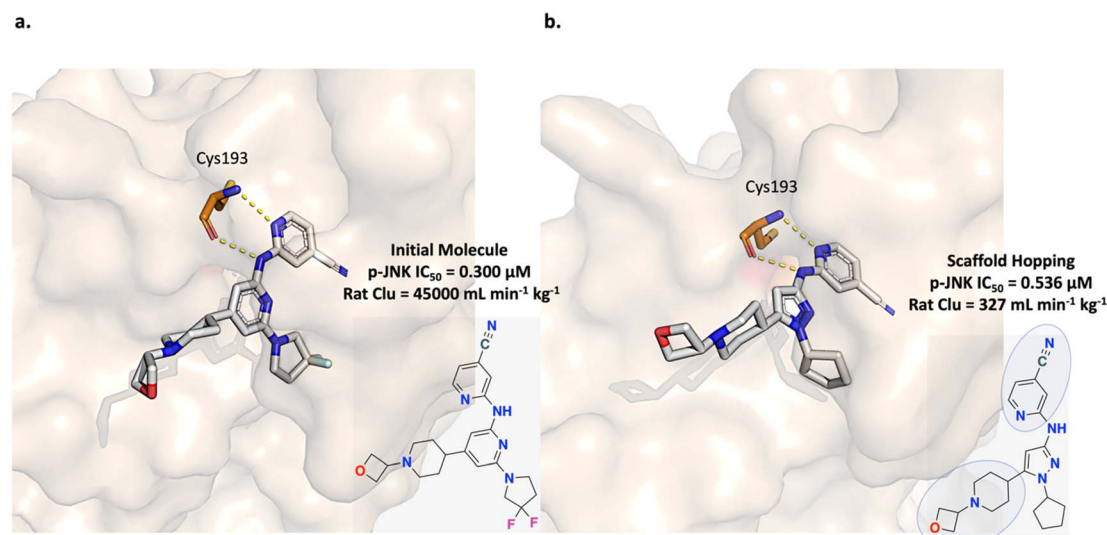 a.
Cys193
Initial Molecule
p-JNK IC₅₀ = 0.300 µM
Rat Clu = 45000 mL min⁻¹ kg⁻¹
N
C
N
NH
N
N
O
N
F F
b.
Cys193
Scaffold Hopping
p-JNK IC₅₀ = 0.536 µM
Rat Clu = 327 mL min⁻¹ kg⁻¹
N
C
N
NH
N
N
N
O